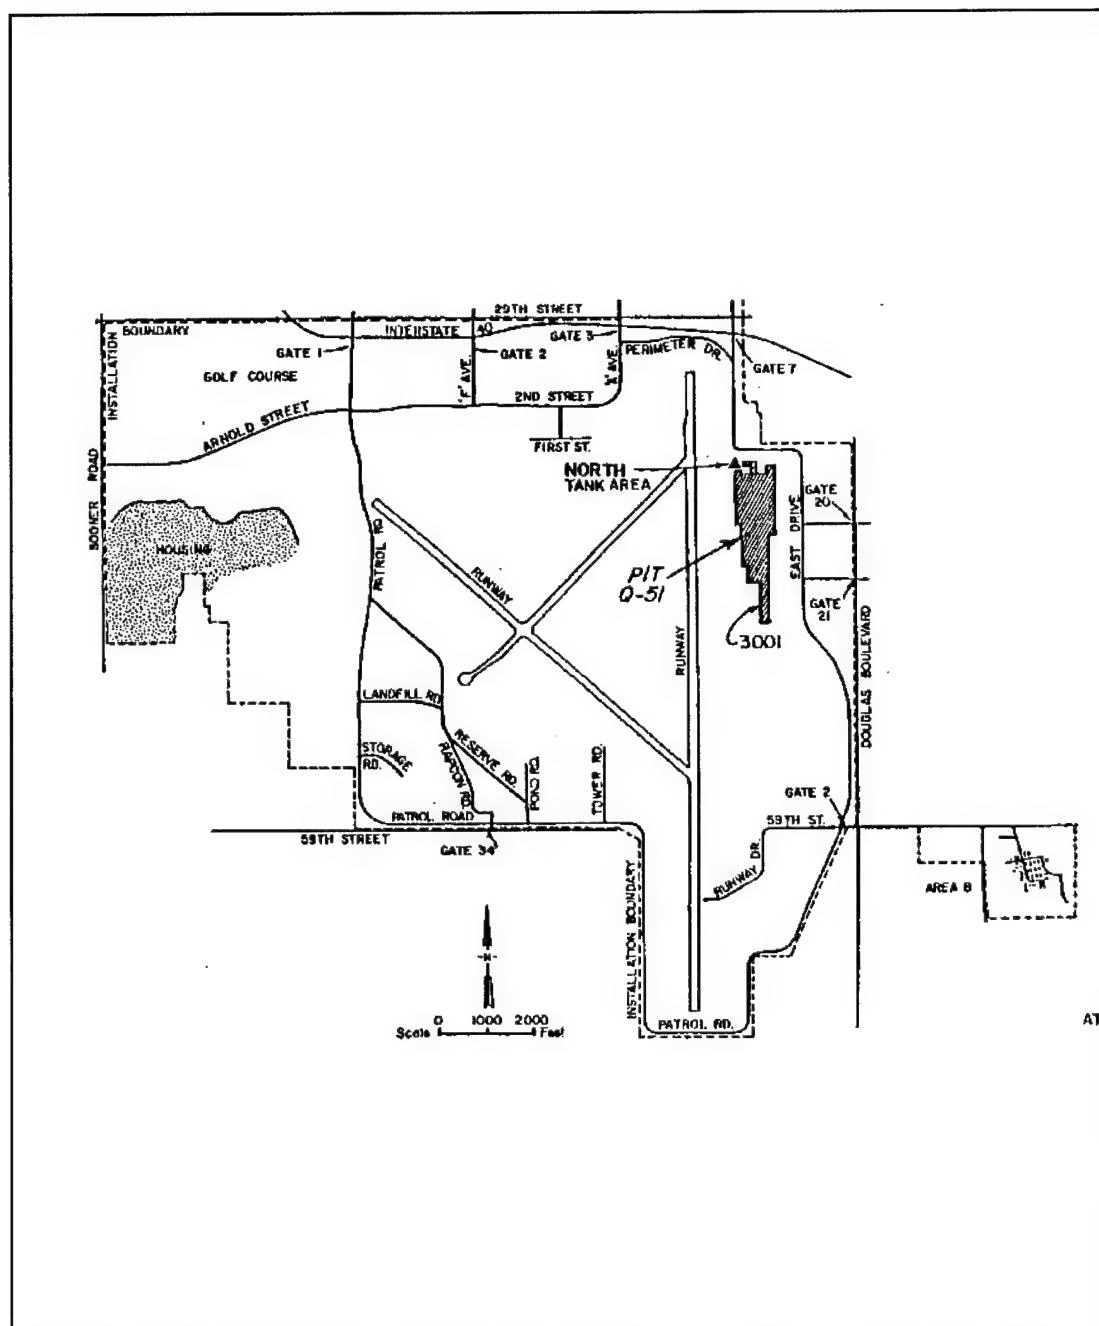 29TH STREET
BOUNDARY
INTERSTATE 40
GATE 3
GATE 1
GATE 2
PERIMETER DR.
GATE 7
GOLF COURSE
INSTALLATION
'F' AVE.
'A' AVE.
2ND STREET
ARNOLD STREET
FIRST ST.
NORTH
TANK AREA
GATE
20
SOONER ROAD
HOUSING
PATROL RD.
RUNWAY
EAST DRIVE
PIT
Q-51
GATE
21
3001
RUNWAY
DOUGLAS BOULEVARD
LANDFILL RD.
STORAGE
RD.
RAPCON RD.
RESERVE RD.
POND RD.
TOWER RD.
GATE 2
PATROL ROAD
59TH ST.
59TH STREET
GATE 34
RUNWAY DR.
AREA B
INSTALLATION BOUNDARY
N
0 1000 2000
Scale Feet
PATROL RD.
AT